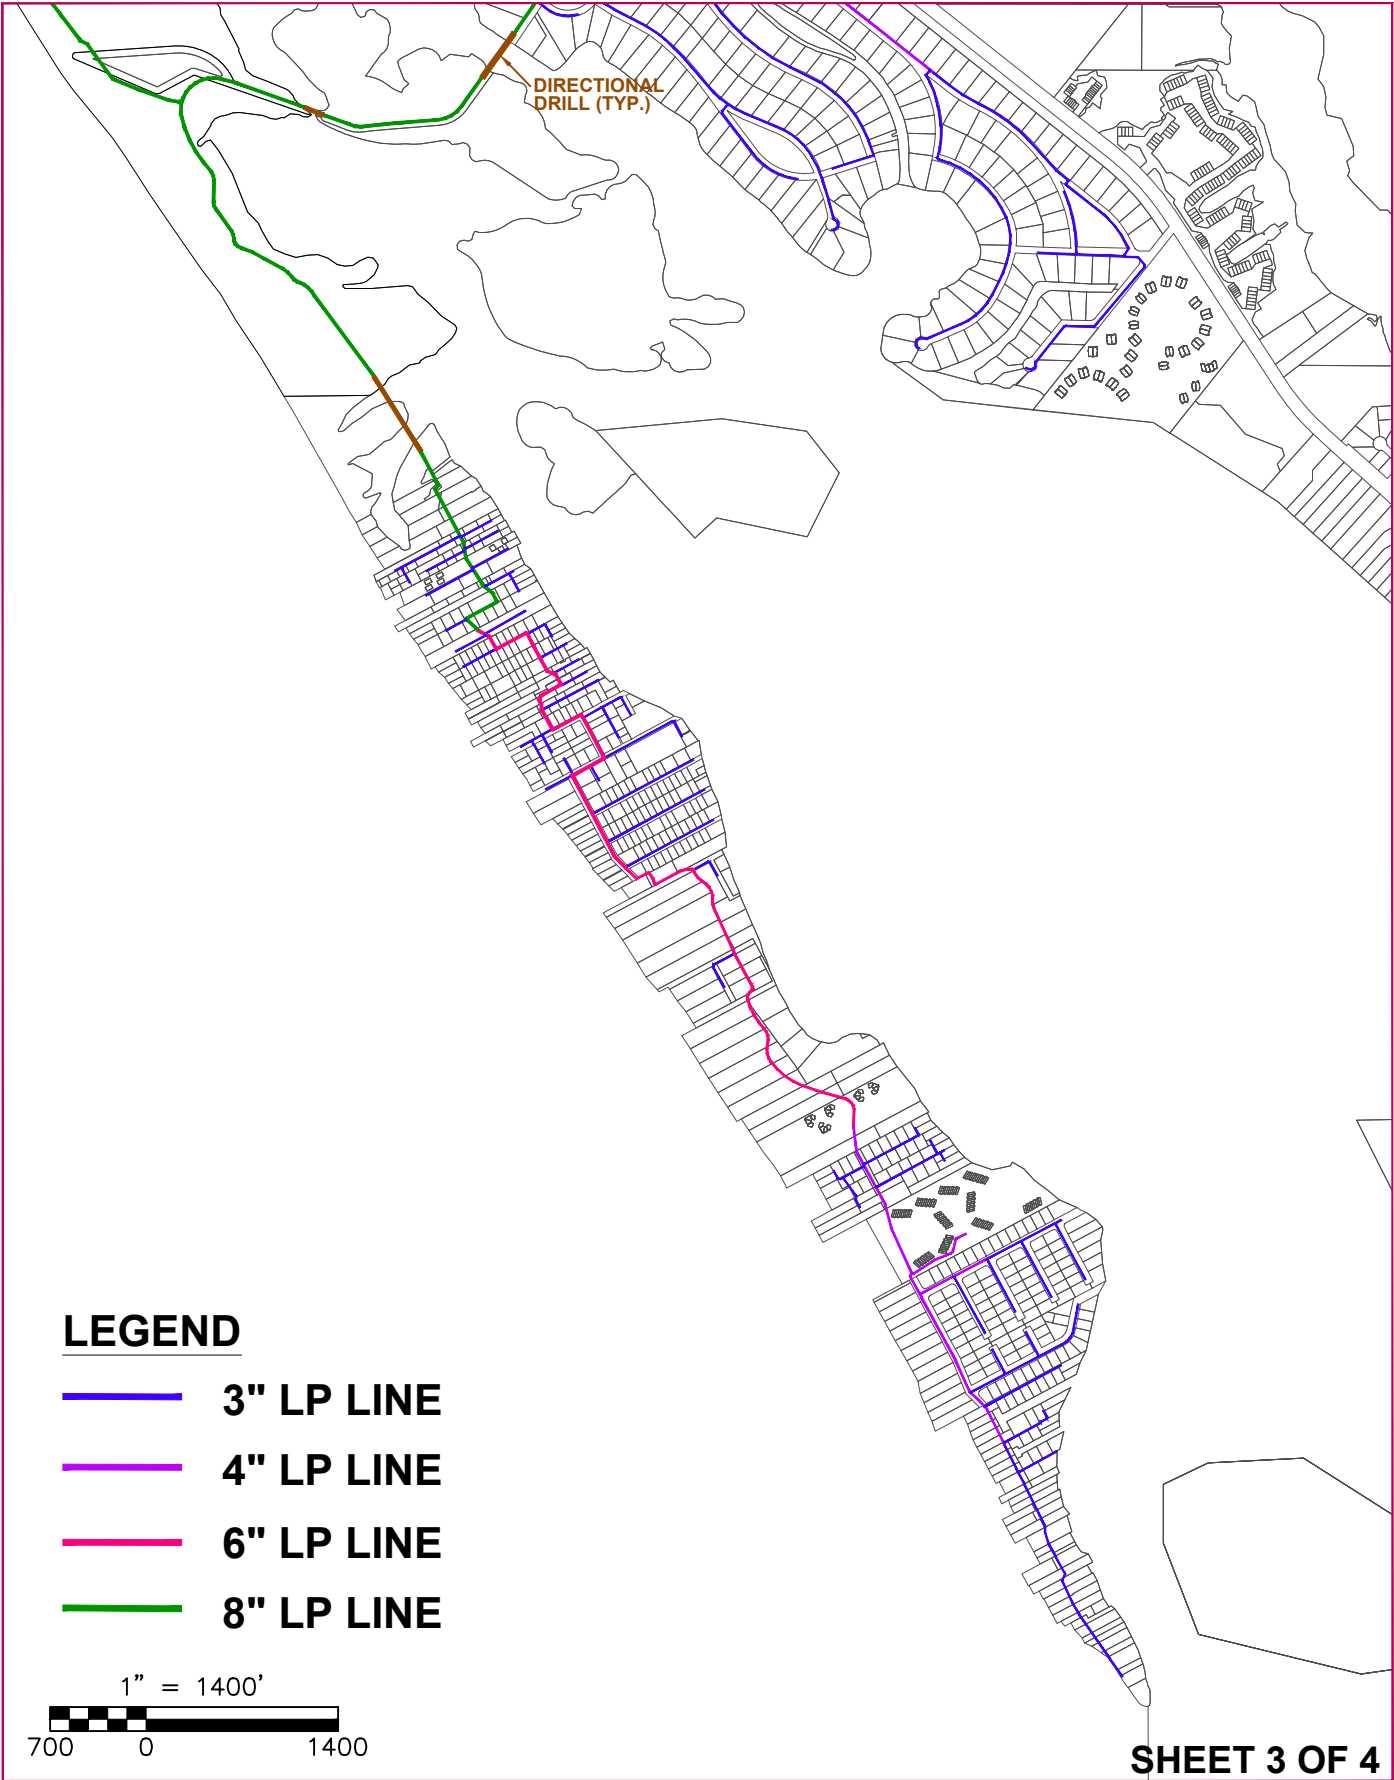 DIRECTIONAL
DRILL (TYP.)
LEGEND
3" LP LINE
4" LP LINE
6" LP LINE
8" LP LINE
1" = 1400'
700 0 1400
SHEET 3 OF 4